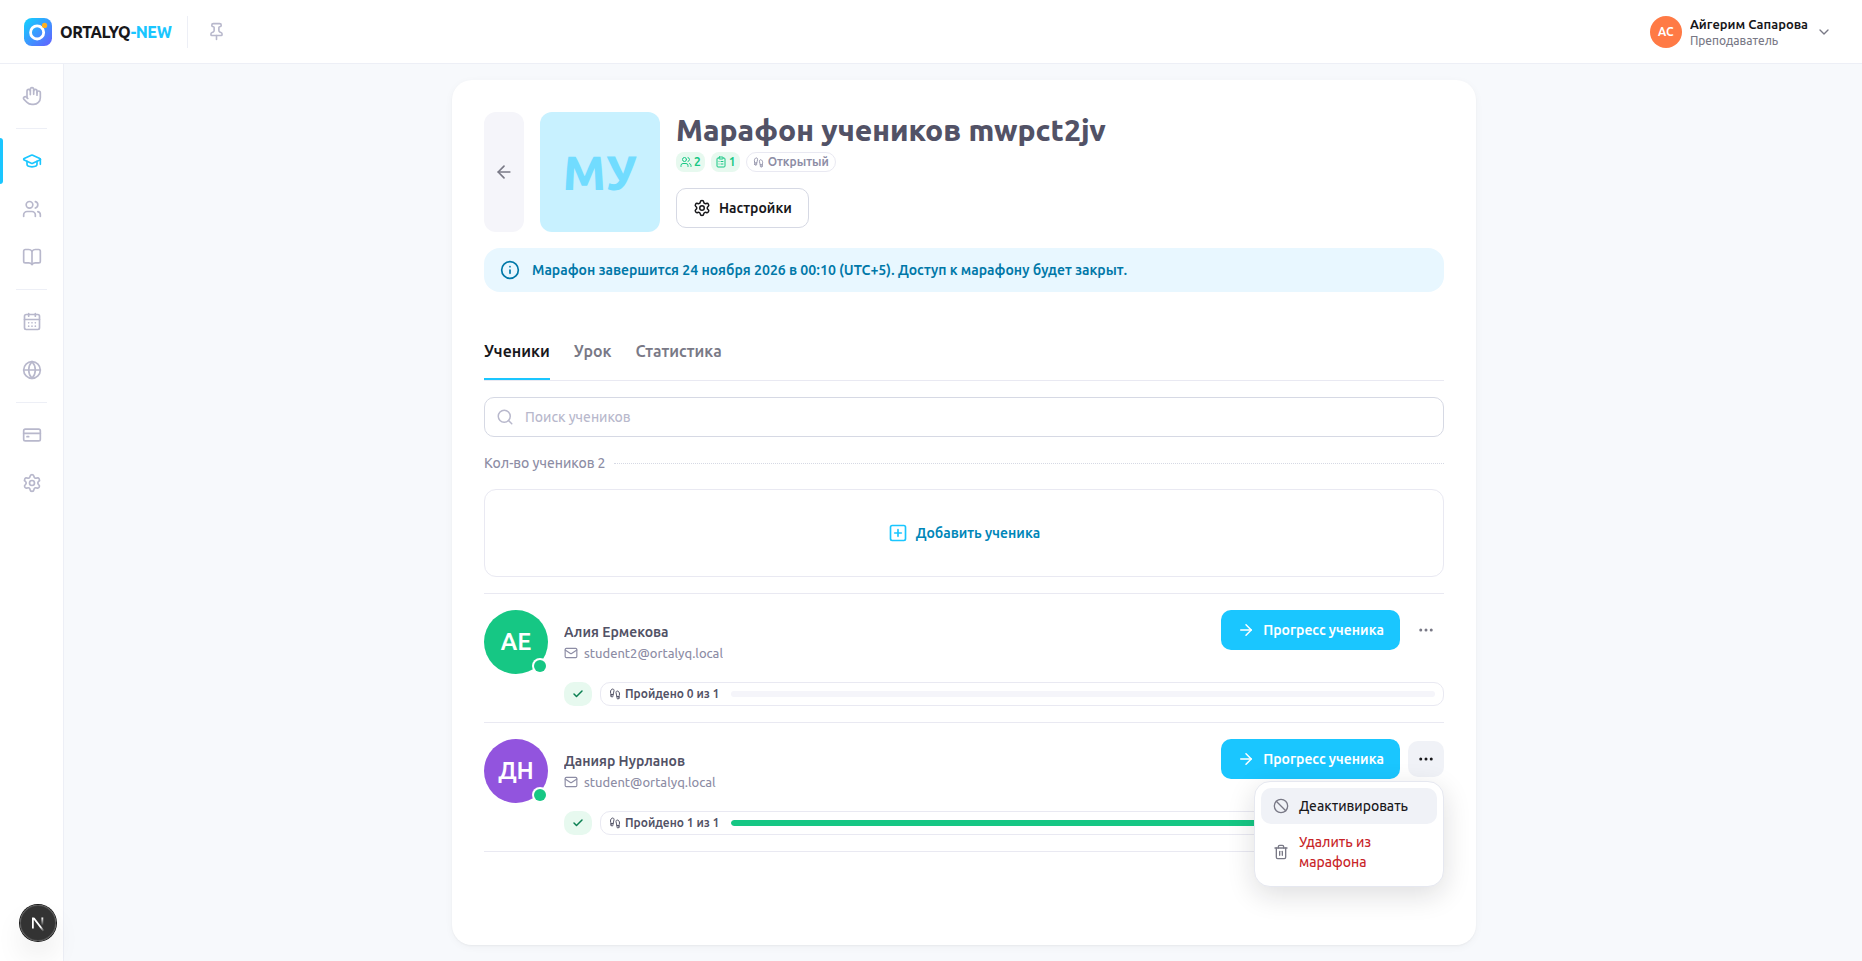 ORTALYQ-NEW
АС
Айгерим Сапарова
Преподаватель
МУ
Марафон учеников mwpct2jv
2
1
Открытый
Настройки
Марафон завершится 24 ноября 2026 в 00:10 (UTC+5). Доступ к марафону будет закрыт.
Ученики
Урок
Статистика
Поиск учеников
Кол-во учеников 2
Добавить ученика
АЕ
Алия Ермекова
student2@ortalyq.local
Прогресс ученика
Пройдено 0 из 1
ДН
Данияр Нурланов
student@ortalyq.local
Прогресс ученика
Пройдено 1 из 1
Деактивировать
Удалить из
марафона
N